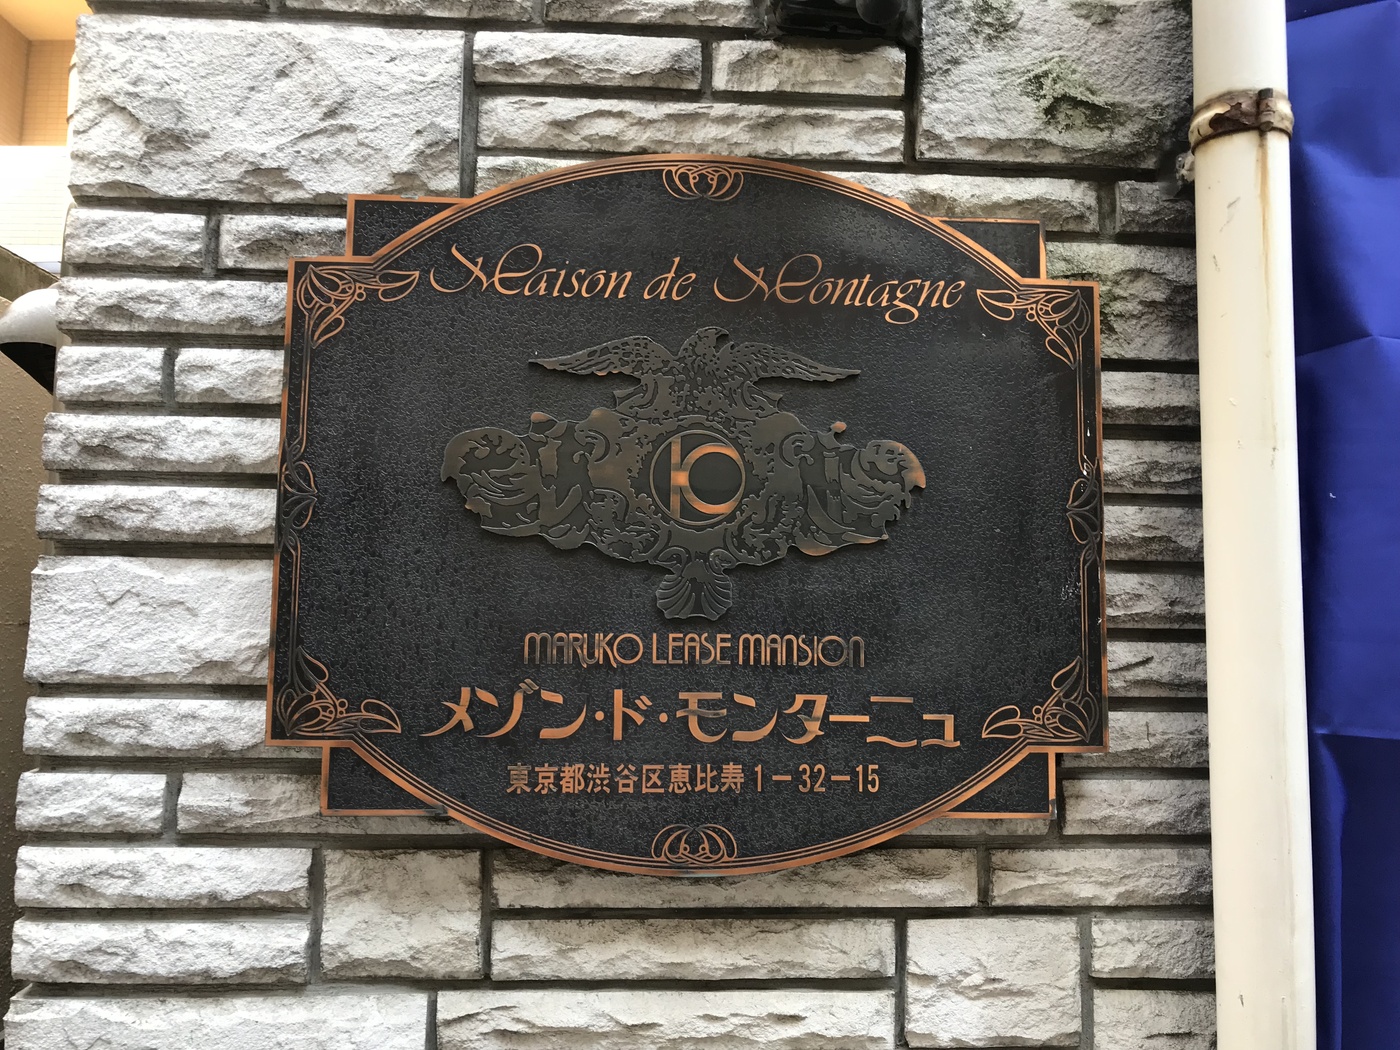 Maison de Montagne
MARUKO LEASE MANSION
メゾン・ド・モンターニュ
東京都渋谷区恵比寿1-32-15